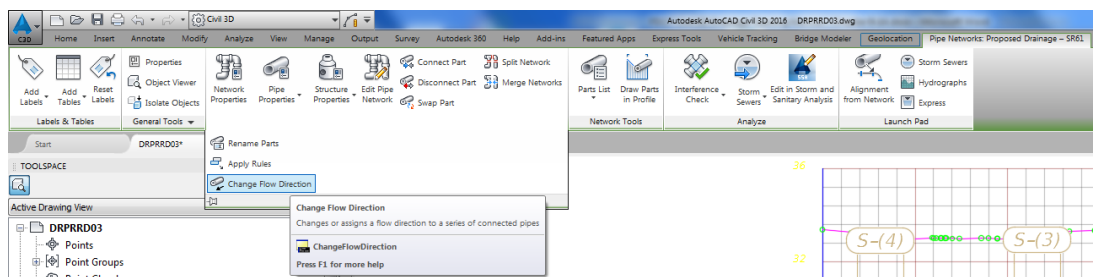 Civil 3D
Autodesk AutoCAD Civil 3D 2016 DRPRRD03.dwg
C3D Home Insert Annotate Modify Analyze View Manage Output Survey Autodesk 360 Help Add-ins Featured Apps Express Tools Vehicle Tracking Bridge Modeler Geolocation Pipe Networks: Proposed Drainage – SR61
Add Labels
Add Tables
Reset Labels
Labels & Tables
Properties
Object Viewer
Isolate Objects
General Tools
Network Properties
Pipe Properties
Structure Properties
Edit Pipe Network
Connect Part
Disconnect Part
Swap Part
Split Network
Merge Networks
Rename Parts
Apply Rules
Change Flow Direction
Parts List
Draw Parts in Profile
Network Tools
Interference Check
Storm Sewers
Edit in Storm and Sanitary Analysis
Analyze
Alignment from Network
Storm Sewers
Hydrographs
Express
Launch Pad
Start DRPRRD03*
TOOLSPACE
Active Drawing View
DRPRRD03
Points
Point Groups
Change Flow Direction
Changes or assigns a flow direction to a series of connected pipes
ChangeFlowDirection
Press F1 for more help
36
S-(4) S-(3)
32